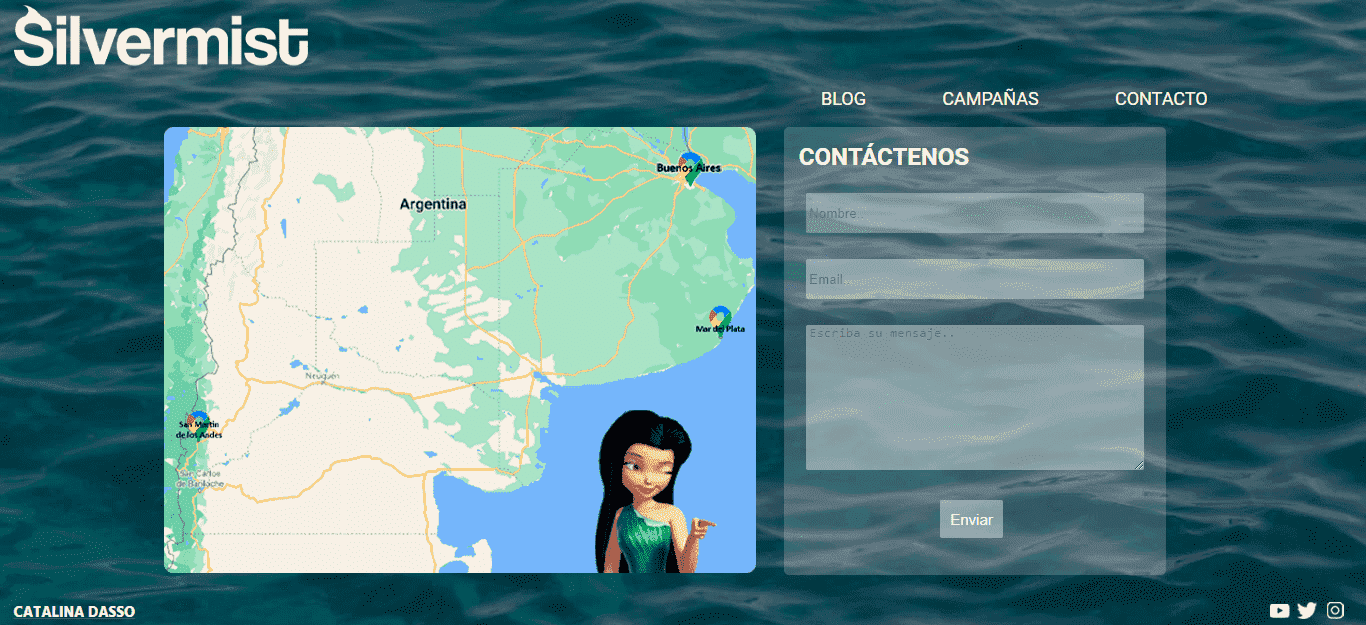 Silvermist
BLOG
CAMPAÑAS
CONTACTO
Buenos Aires
Argentina
Mar del Plata
Neuquén
San Martín
de los Andes
San Carlos
de Bariloche
CONTÁCTENOS
Nombre
Email
Escriba su mensaje..
Enviar
CATALINA DASSO